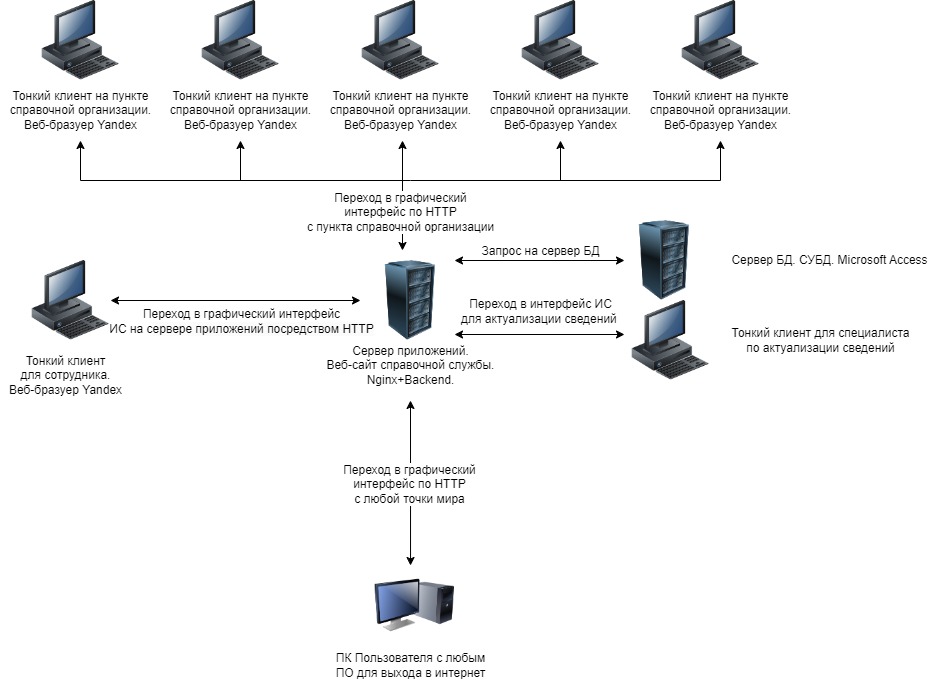 Тонкий клиент на пункте
справочной организации.
Веб-бразуер Yandex
Тонкий клиент на пункте
справочной организации.
Веб-бразуер Yandex
Тонкий клиент на пункте
справочной организации.
Веб-бразуер Yandex
Тонкий клиент на пункте
справочной организации.
Веб-бразуер Yandex
Тонкий клиент на пункте
справочной организации.
Веб-бразуер Yandex
Переход в графический
интерфейс по HTTP
с пункта справочной организации
Запрос на сервер БД
Сервер БД. СУБД. Microsoft Access
Переход в графический интерфейс
ИС на сервере приложений посредством HTTP
Переход в интерфейс ИС
для актуализации сведений
Тонкий клиент для специалиста
по актуализации сведений
Тонкий клиент
для сотрудника.
Веб-бразуер Yandex
Сервер приложений.
Веб-сайт справочной службы.
Nginx+Backend.
Переход в графический
интерфейс по HTTP
с любой точки мира
ПК Пользователя с любым
ПО для выхода в интернет